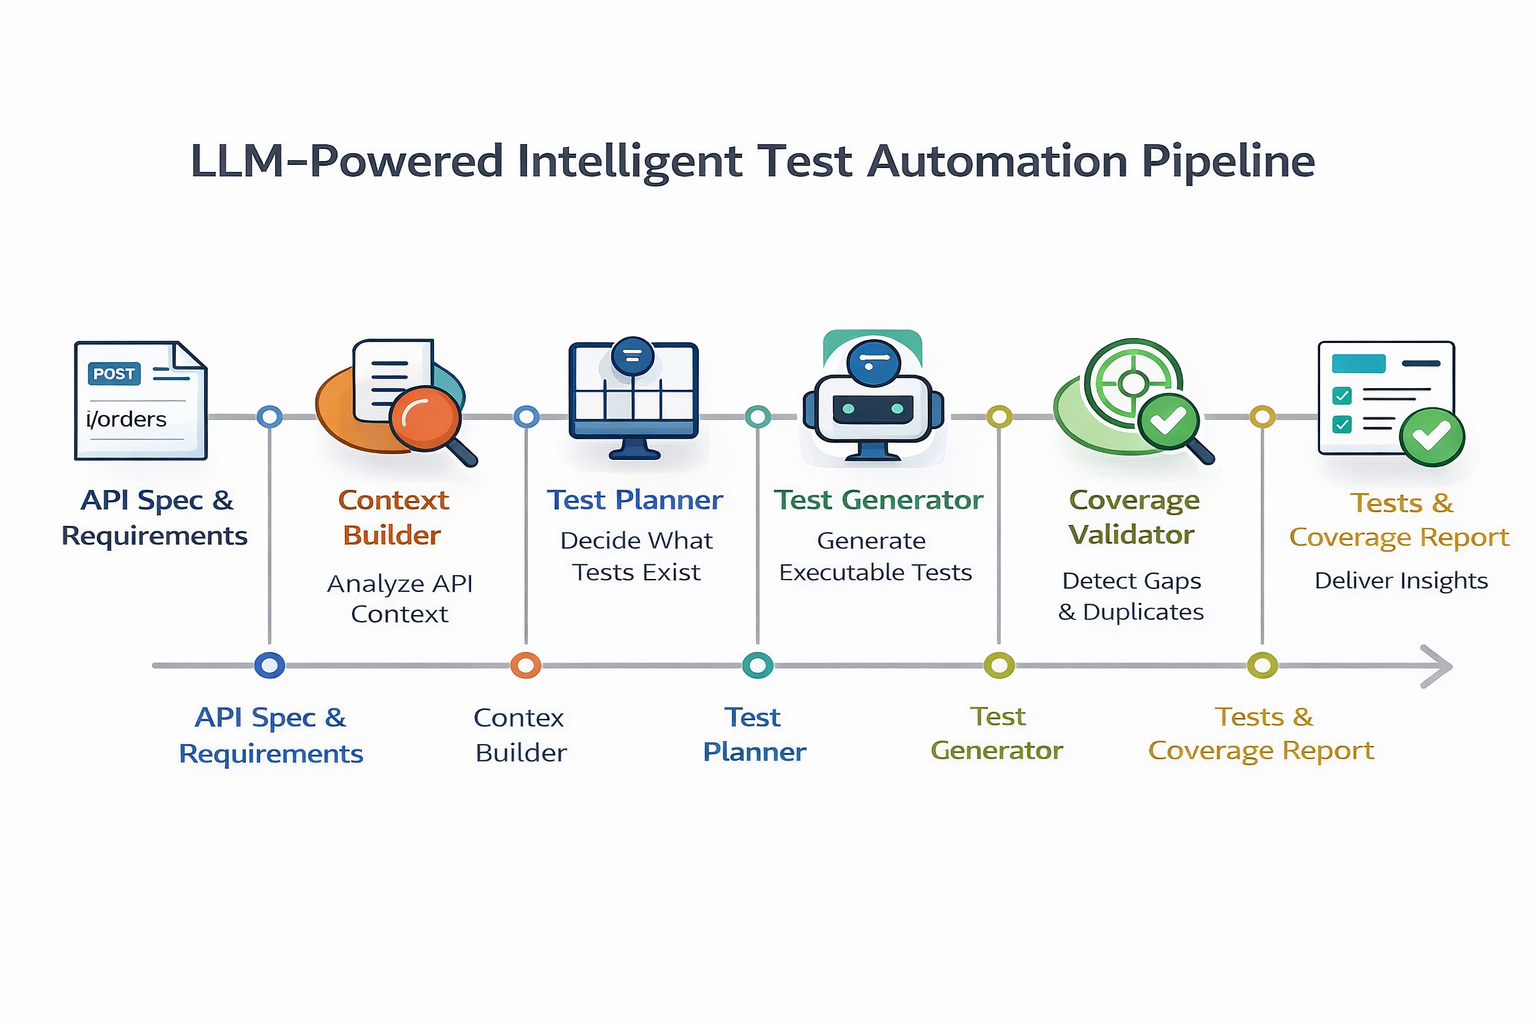 LLM-Powered Intelligent Test Automation Pipeline
POST
i/orders
API Spec &
Requirements
Context
Builder
Analyze API
Context
Test Planner
Decide What
Tests Exist
Test Generator
Generate
Executable Tests
Coverage
Validator
Detect Gaps
& Duplicates
Tests &
Coverage Report
Deliver Insights
API Spec &
Requirements
Contex
Builder
Test
Planner
Test
Generator
Tests &
Coverage Report